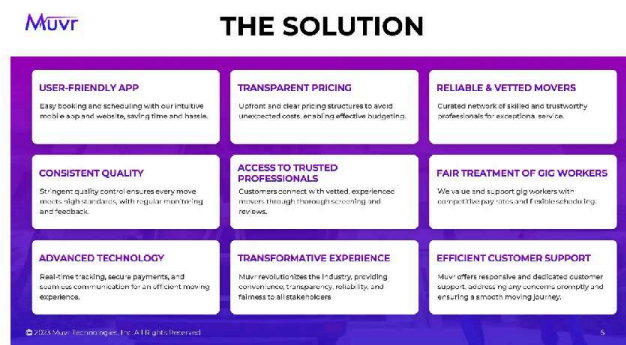 Muvr
THE SOLUTION
USER-FRIENDLY APP
Easy booking and scheduling with our intuitive
mobile app and website, saving time and hassle.
TRANSPARENT PRICING
Upfront and clear pricing structures to avoid
unexpected costs, enabling effective budgeting.
RELIABLE & VETTED MOVERS
Curated network of skilled and trustworthy
professionals for exceptional service.
CONSISTENT QUALITY
Stringent quality control ensures every move
meets high standards, with regular monitoring
and feedback.
ACCESS TO TRUSTED
PROFESSIONALS
Customers connect with vetted, experienced
movers through thorough screening and
reviews.
FAIR TREATMENT OF GIG WORKERS
We value and support gig workers with
competitive pay rates and flexible scheduling.
ADVANCED TECHNOLOGY
Real-time tracking, secure payments, and
seamless communication for an efficient moving
experience.
TRANSFORMATIVE EXPERIENCE
Muvr revolutionizes the industry, providing
convenience, transparency, reliability, and
fairness to all stakeholders
EFFICIENT CUSTOMER SUPPORT
Muvr offers responsive and dedicated customer
support, addressing any concerns promptly and
ensuring a smooth moving journey.
© 2023 Muvr Technologies, Inc. All Rights Reserved
5